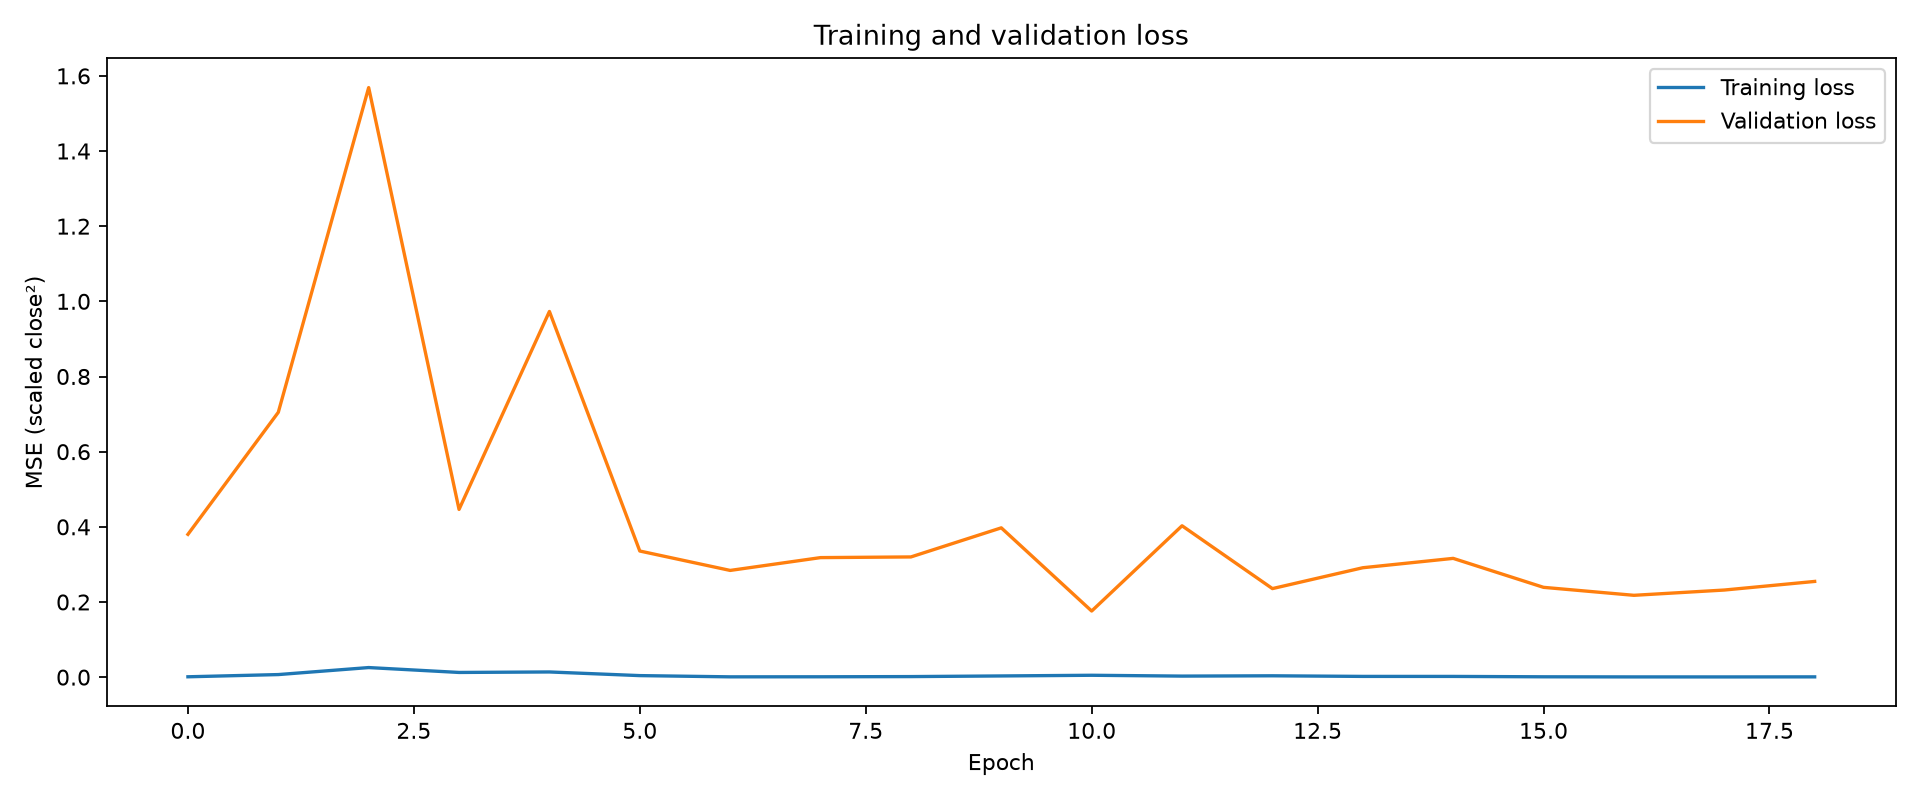 Training and validation loss
Training loss
Validation loss
MSE (scaled close²)
1.6
1.4
1.2
1.0
0.8
0.6
0.4
0.2
0.0
0.0 2.5 5.0 7.5 10.0 12.5 15.0 17.5
Epoch